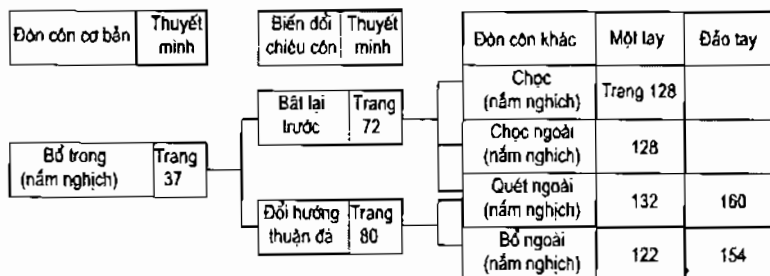 Đòn côn cơ bản Thuyết minh
Biến đổi chiêu côn Thuyết minh
Đòn côn khác Một lay Đảo tay
Bổ trong (nắm nghịch) Trang 37
Bât lại trước Trang 72
Đổi hướng thuận đà Trang 80
Chọc (nắm nghịch) Trang 128
Chọc ngoài (nắm nghịch) 128
Quét ngoài (nắm nghịch) 132 160
Bổ ngoài (nắm nghịch) 122 154